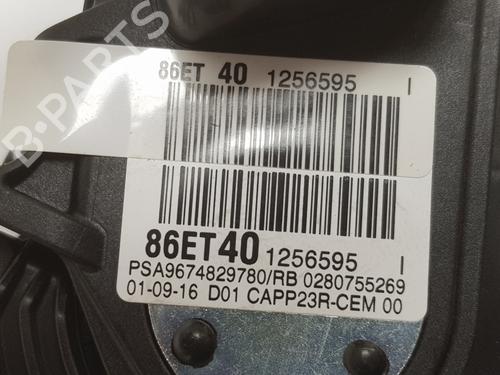 86ET 40 1256595 I
86ET40 1256595 I
PSA9674829780/RB 0280755269
01-09-16 D01 CAPP23R-CEM 00
B-PARTS